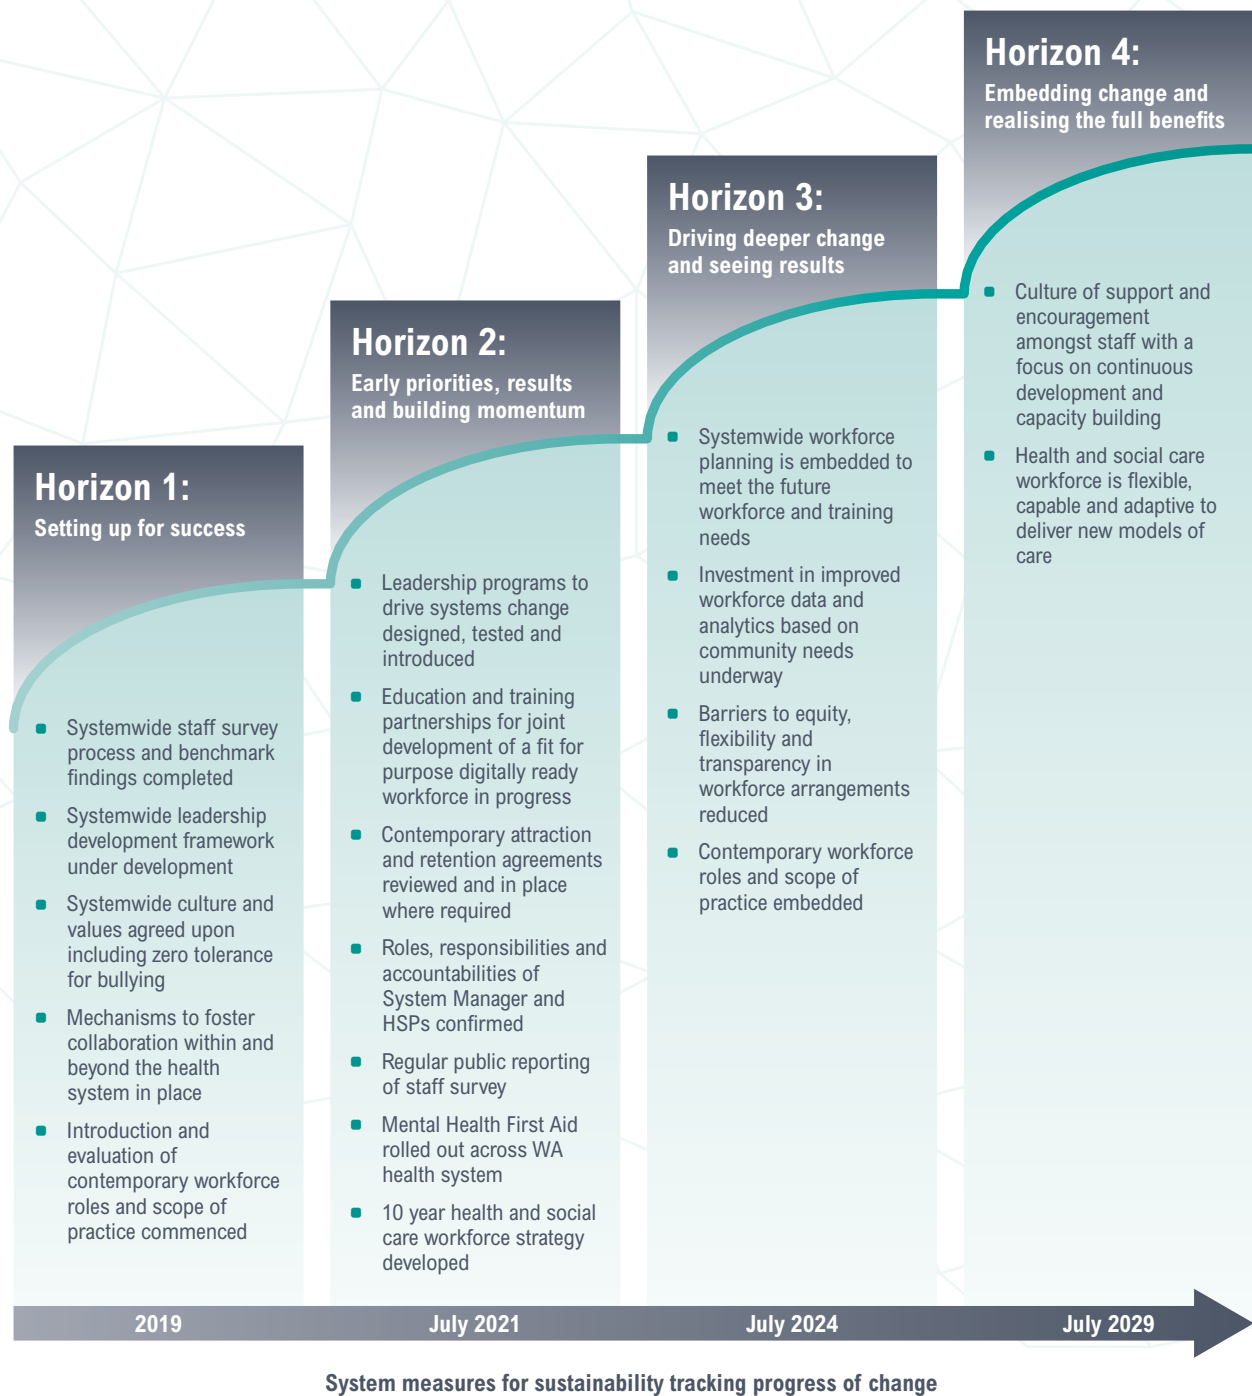 Horizon 1:
Setting up for success
Systemwide staff survey
process and benchmark
findings completed
Systemwide leadership
development framework
under development
Systemwide culture and
values agreed upon
including zero tolerance
for bullying
Mechanisms to foster
collaboration within and
beyond the health
system in place
Introduction and
evaluation of
contemporary workforce
roles and scope of
practice commenced
2019
Horizon 2:
Early priorities, results
and building momentum
Leadership programs to
drive systems change
designed, tested and
introduced
Education and training
partnerships for joint
development of a fit for
purpose digitally ready
workforce in progress
Contemporary attraction
and retention agreements
reviewed and in place
where required
Roles, responsibilities and
accountabilities of
System Manager and
HSPs confirmed
Regular public reporting
of staff survey
Mental Health First Aid
rolled out across WA
health system
10 year health and social
care workforce strategy
developed
July 2021
Horizon 3:
Driving deeper change
and seeing results
Systemwide workforce
planning is embedded to
meet the future
workforce and training
needs
Investment in improved
workforce data and
analytics based on
community needs
underway
Barriers to equity,
flexibility and
transparency in
workforce arrangements
reduced
Contemporary workforce
roles and scope of
practice embedded
July 2024
Horizon 4:
Embedding change and
realising the full benefits
Culture of support and
encouragement
amongst staff with a
focus on continuous
development and
capacity building
Health and social care
workforce is flexible,
capable and adaptive to
deliver new models of
care
July 2029
System measures for sustainability tracking progress of change